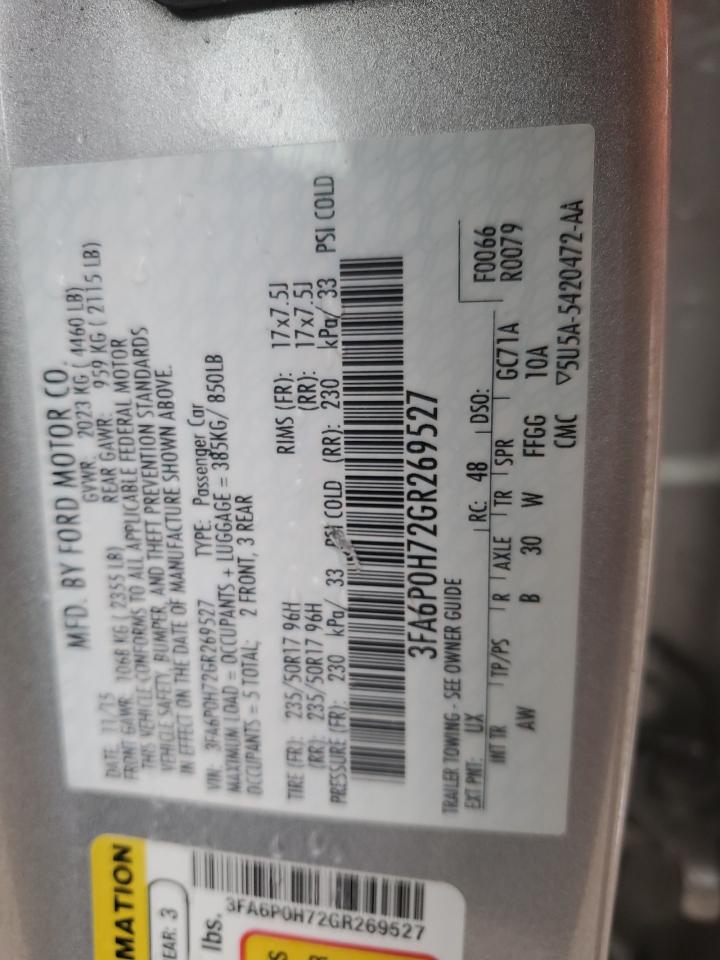 MFD. BY FORD MOTOR CO.
DATE: 11/15 GVWR: 2023 KG ( 4460 LB)
FRONT GAWR: 1068 KG ( 2355 LB) REAR GAWR: 959 KG ( 2115 LB)
THIS VEHICLE CONFORMS TO ALL APPLICABLE FEDERAL MOTOR
VEHICLE SAFETY, BUMPER, AND THEFT PREVENTION STANDARDS
IN EFFECT ON THE DATE OF MANUFACTURE SHOWN ABOVE.
VIN: 3FA6P0H72GR269527 TYPE: Passenger Car
MAXIMUM LOAD = OCCUPANTS + LUGGAGE = 385KG/ 850LB
OCCUPANTS = 5 TOTAL; 2 FRONT, 3 REAR
TIRE (FR): 235/50R17 96H RIMS (FR): 17x7.5J
(RR): 235/50R17 96H (RR): 17x7.5J
PRESSURE (FR): 230 kPa/ 33 PSI COLD (RR): 230 kPa/ 33 PSI COLD
3FA6P0H72GR269527
TRAILER TOWING - SEE OWNER GUIDE
EXT PNT: UX RC: 48 DSO: F0066
R0079
INT TR TP/PS R AXLE TR SPR GC71A
AW B 30 W FFGG 10A
CMC ▽5U5A-5420472-AA
MATION
EAR: 3
lbs.
3FA6P0H72GR269527